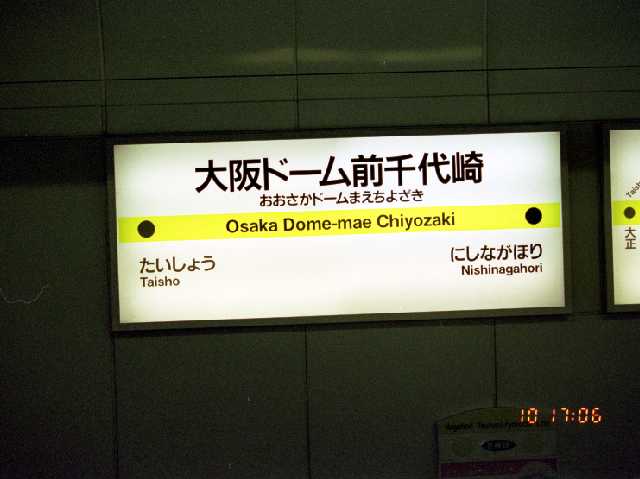 大阪ドーム前千代崎
おおさかドームまえちよざき
Osaka Dome-mae Chiyozaki
たいしょう
Taisho
にしながほり
Nishinagahori
Taisho
大正
10 17:06